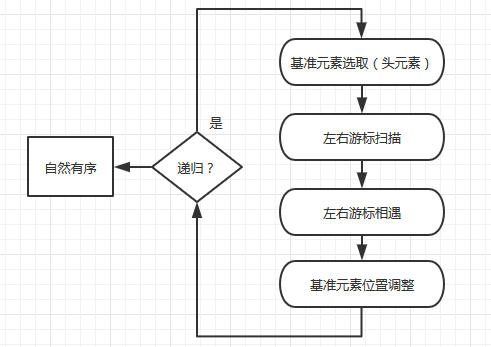 基准元素选取（头元素）
是
左右游标扫描
自然有序
递归？
左右游标相遇
基准元素位置调整